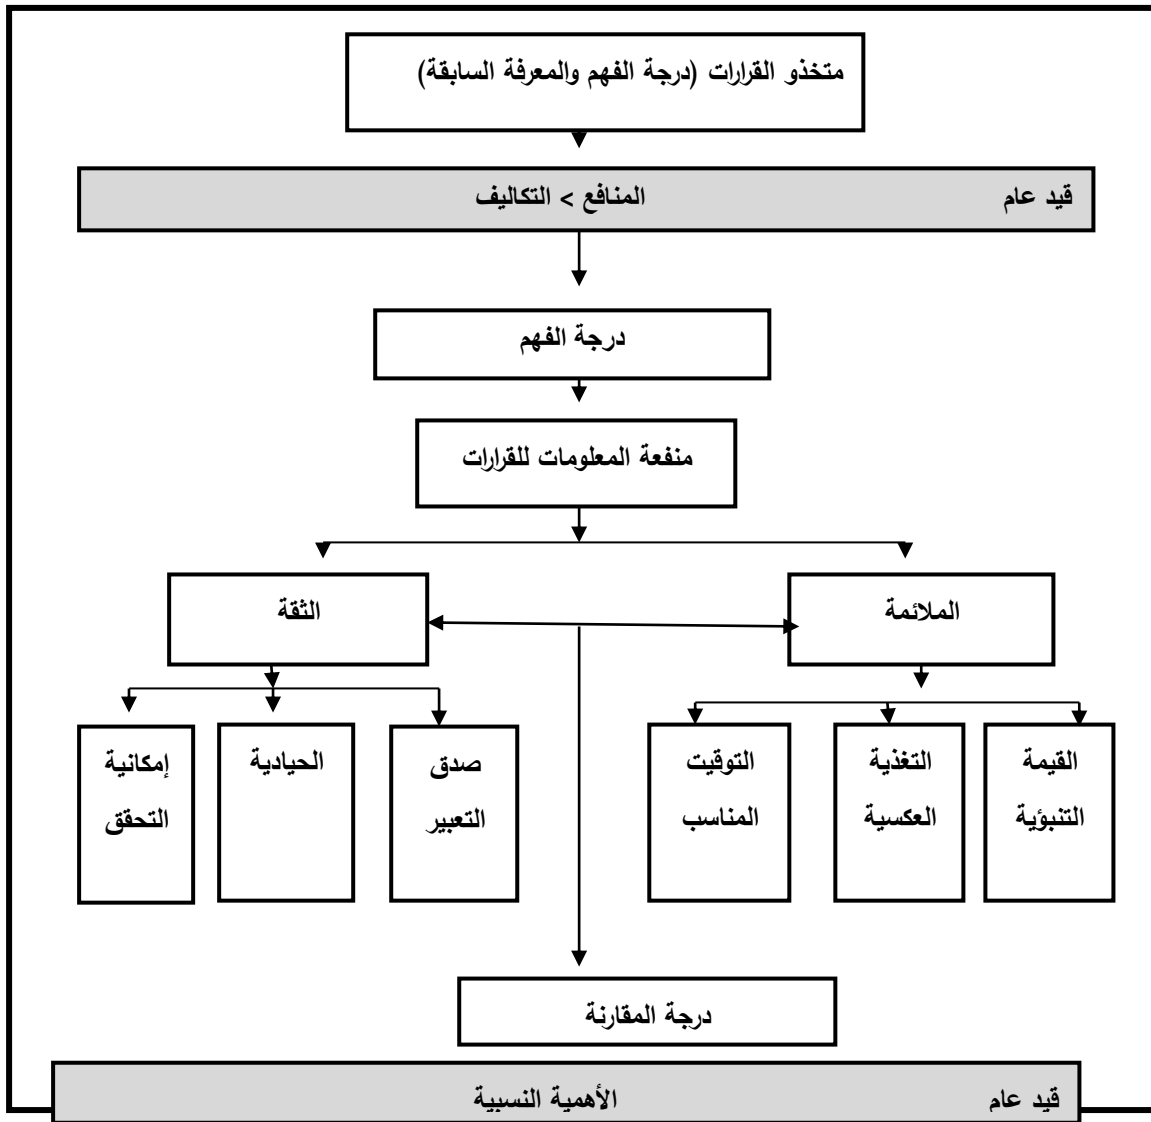 متخذو القرارات (درجة الفهم والمعرفة السابقة)
قيد عام
المنافع > التكاليف
درجة الفهم
منفعة المعلومات للقرارات
الملائمة
الثقة
القيمة
التنبؤية
التغذية
العكسية
التوقيت
المناسب
صدق
التعبير
الحيادية
إمكانية
التحقق
درجة المقارنة
قيد عام
الأهمية النسبية